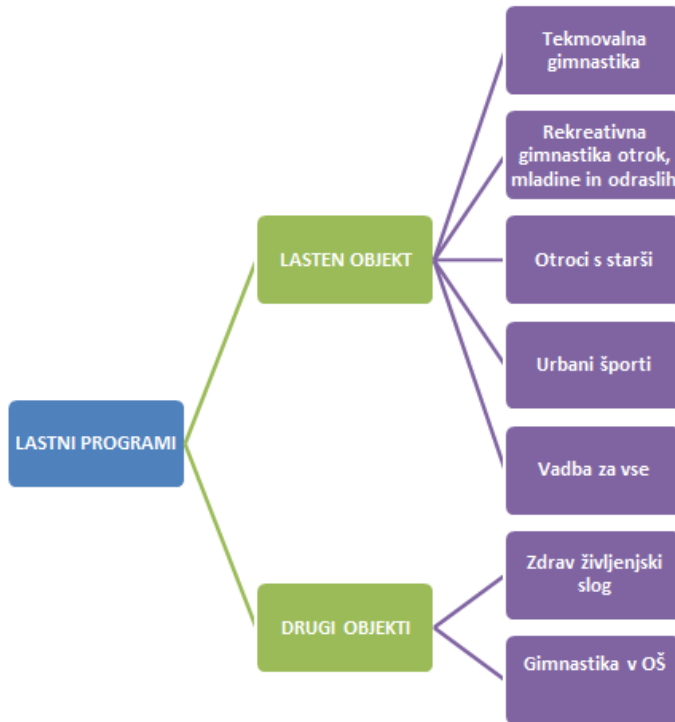 Tekmovalna
gimnastika
Rekreativna
gimnastika otrok,
mladine in odraslih
LASTEN OBJEKT
Otroci s starši
Urbani športi
LASTNI PROGRAMI
Vadba za vse
Zdrav življenjski
slog
DRUGI OBJEKTI
Gimnastika v OŠ